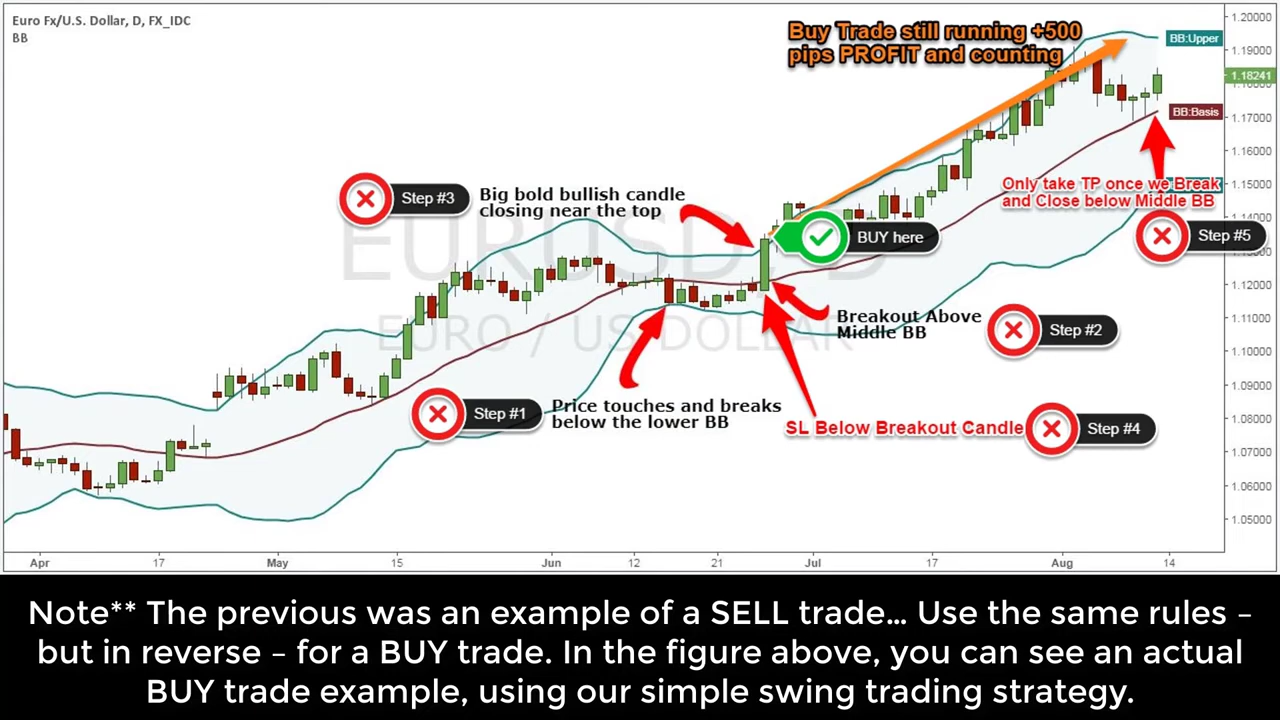 Euro Fx/U.S. Dollar, D, FX_IDC
BB
Buy Trade still running +500
pips PROFIT and counting
BB:Upper
BB:Basis
1.20000
1.19000
1.18241
1.17000
1.16000
1.15000
1.14000
1.12000
1.11000
1.10000
1.09000
1.08000
1.07000
1.06000
1.05000
EURUSD, D
EURO / US DOLLAR
Step #3
Big bold bullish candle
closing near the top
BUY here
Only take TP once we Break
and Close below Middle BB
Step #5
Breakout Above
Middle BB
Step #2
Step #1
Price touches and breaks
below the lower BB
SL Below Breakout Candle
Step #4
Apr 17 May 15 Jun 12 21 Jul 17 Aug 14
Note** The previous was an example of a SELL trade... Use the same rules –
but in reverse – for a BUY trade. In the figure above, you can see an actual
BUY trade example, using our simple swing trading strategy.